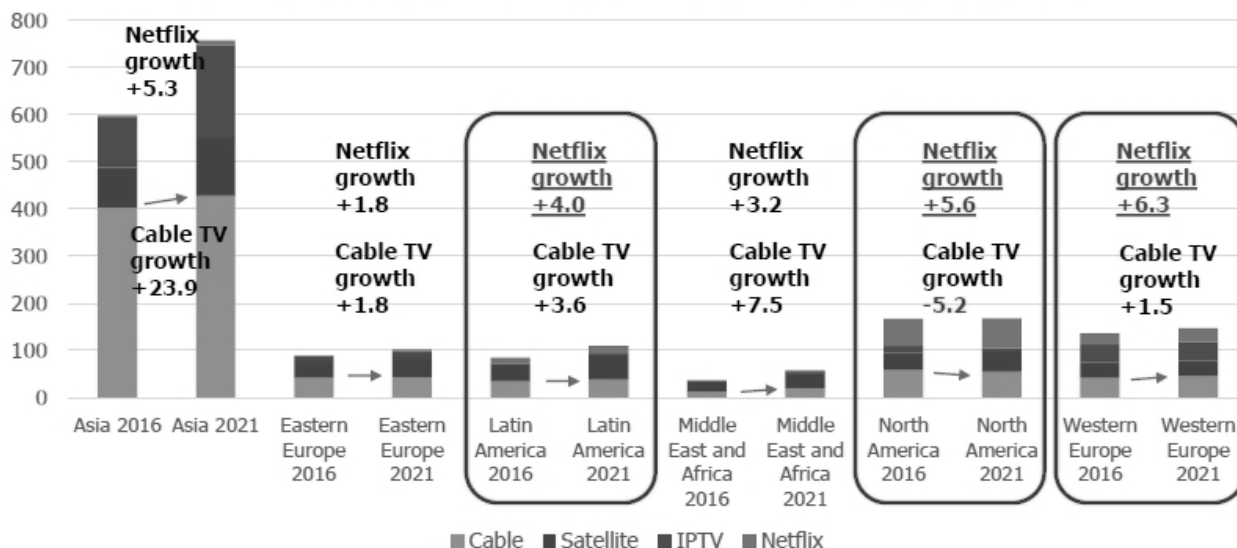 800
700
600
500
400
300
200
100
0
Netflix
growth
+5.3
Cable TV
growth
+23.9
Netflix
growth
+1.8
Cable TV
growth
+1.8
Netflix
growth
+4.0
Cable TV
growth
+3.6
Netflix
growth
+3.2
Cable TV
growth
+7.5
Netflix
growth
+5.6
Cable TV
growth
-5.2
Netflix
growth
+6.3
Cable TV
growth
+1.5
Asia 2016
Asia 2021
Eastern
Europe
2016
Eastern
Europe
2021
Latin
America
2016
Latin
America
2021
Middle
East and
Africa
2016
Middle
East and
Africa
2021
North
America
2016
North
America
2021
Western
Europe
2016
Western
Europe
2021
Cable Satellite IPTV Netflix